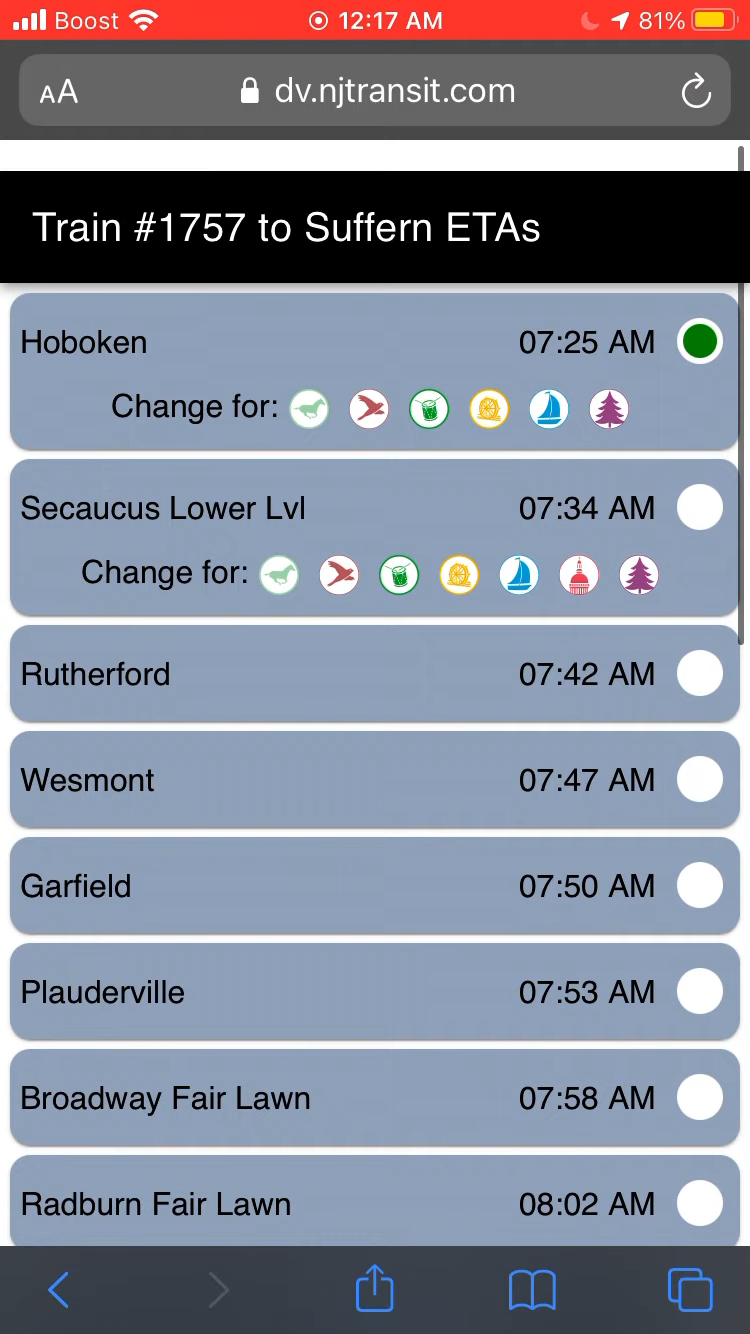 Boost 12:17 AM 81%
AA dv.njtransit.com
Train #1757 to Suffern ETAs
Hoboken 07:25 AM
Change for:
Secaucus Lower Lvl 07:34 AM
Change for:
Rutherford 07:42 AM
Wesmont 07:47 AM
Garfield 07:50 AM
Plauderville 07:53 AM
Broadway Fair Lawn 07:58 AM
Radburn Fair Lawn 08:02 AM